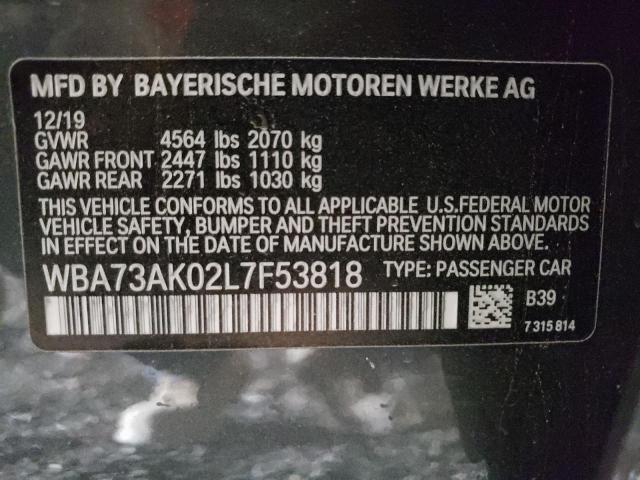 MFD BY BAYERISCHE MOTOREN WERKE AG
12/19
GVWR 4564 lbs 2070 kg
GAWR FRONT 2447 lbs 1110 kg
GAWR REAR 2271 lbs 1030 kg
THIS VEHICLE CONFORMS TO ALL APPLICABLE U.S.FEDERAL MOTOR
VEHICLE SAFETY, BUMPER AND THEFT PREVENTION STANDARDS
IN EFFECT ON THE DATE OF MANUFACTURE SHOWN ABOVE.
WBA73AK02L7F53818 TYPE: PASSENGER CAR
B39
7 315 814